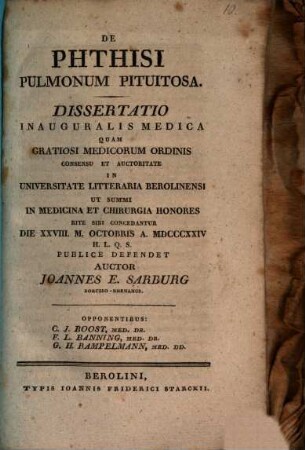 DE
PHTHISI
PULMONUM PITUITOSA.
DISSERTATIO
INAUGURALIS MEDICA
QUAM
GRATIOSI MEDICORUM ORDINIS
CONSENSU ET AUCTORITATE
IN
UNIVERSITATE LITTERARIA BEROLINENSI
UT SUMMI
IN MEDICINA ET CHIRURGIA HONORES
RITE SIBI CONCEDANTUR
DIE XXVIII. M. OCTOBRIS A. MDCCCXXIV
H. L. Q. S.
PUBLICE DEFENDET
AUCTOR
JOANNES E. SARBURG
OPPONENTIBUS:
C. J. ROOST, MED. DR.
F. L. BANNING, MED. DR.
G. H. BAMPELMANN, MED. DD.
BEROLINI,
TYPIS IOANNIS FRIDERICI STARCKII.